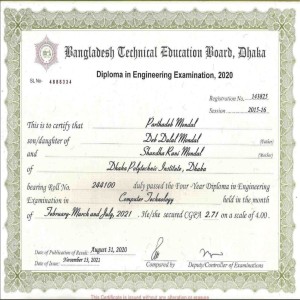 Bangladesh Technical Education Board, Dhaka
Diploma in Engineering Examination, 2020
SL.No 4886334
Registration No. 143825
Session 2015-16
This is to certify that Parthadeb Mondal
son/daughter of Deb Dulal Mondal (Father)
and Shandha Rani Mondal (Mother)
of Dhaka Polytechnic Institute, Dhaka
bearing Roll No. 244100 duly passed the Four-Year Diploma in Engineering
Examination in Computer Technology held in the month
of February-March and July, 2021. He/she secured CGPA 2.71 on a scale of 4.00.
Date of Publication of Result: August 31, 2020
Date of Issue: November 15, 2021
Compared by
Deputy/Controller of Examinations
This Certificate is issued without any alteration or erasure